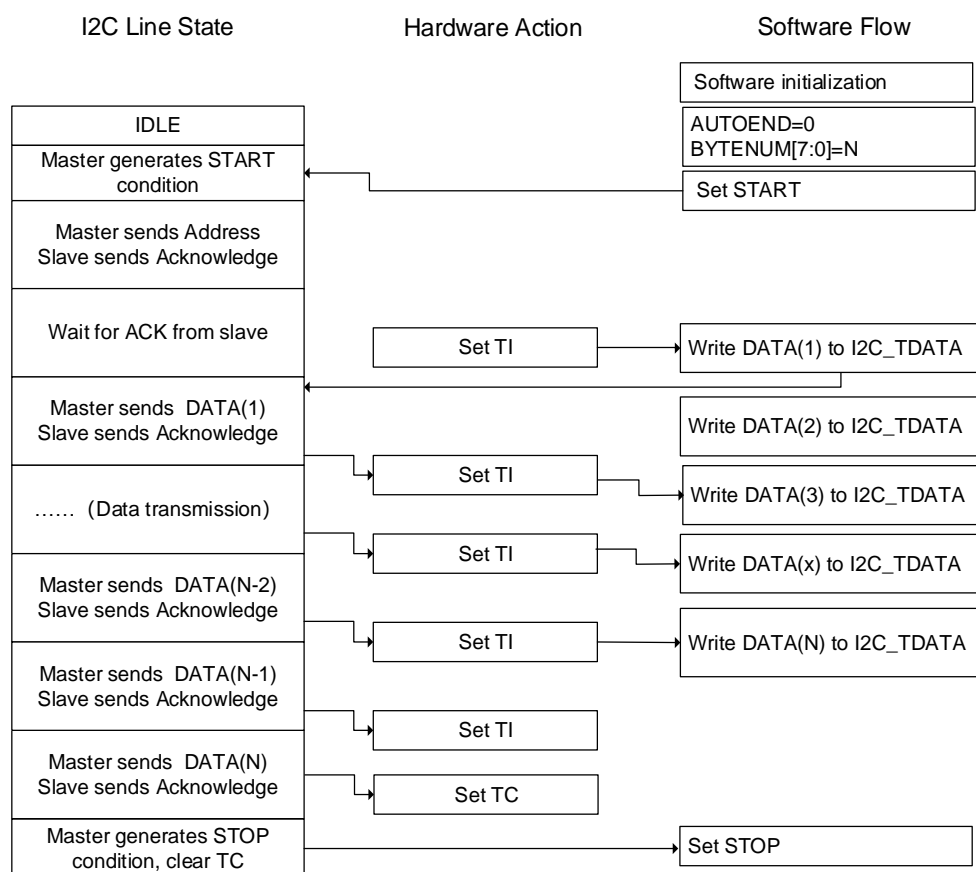 I2C Line State
Hardware Action
Software Flow
Software initialization
IDLE
AUTOEND=0
BYTENUM[7:0]=N
Master generates START
condition
Set START
Master sends Address
Slave sends Acknowledge
Wait for ACK from slave
Set TI
Write DATA(1) to I2C_TDATA
Master sends DATA(1)
Slave sends Acknowledge
Write DATA(2) to I2C_TDATA
Set TI
Write DATA(3) to I2C_TDATA
…… (Data transmission)
Set TI
Write DATA(x) to I2C_TDATA
Master sends DATA(N-2)
Slave sends Acknowledge
Set TI
Write DATA(N) to I2C_TDATA
Master sends DATA(N-1)
Slave sends Acknowledge
Set TI
Master sends DATA(N)
Slave sends Acknowledge
Set TC
Master generates STOP
condition, clear TC
Set STOP